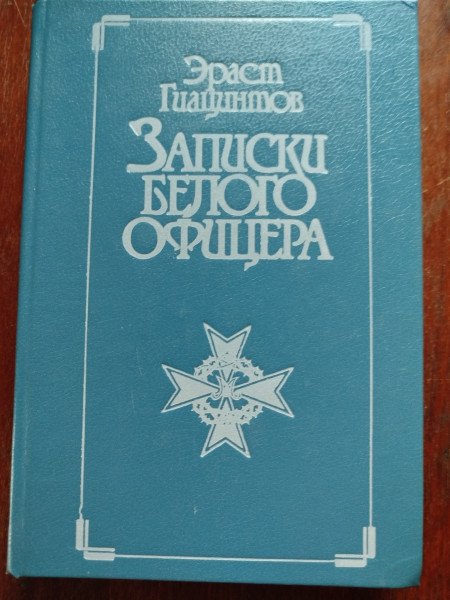 Эраст
Гиацинтов
Записки
белого
офицера